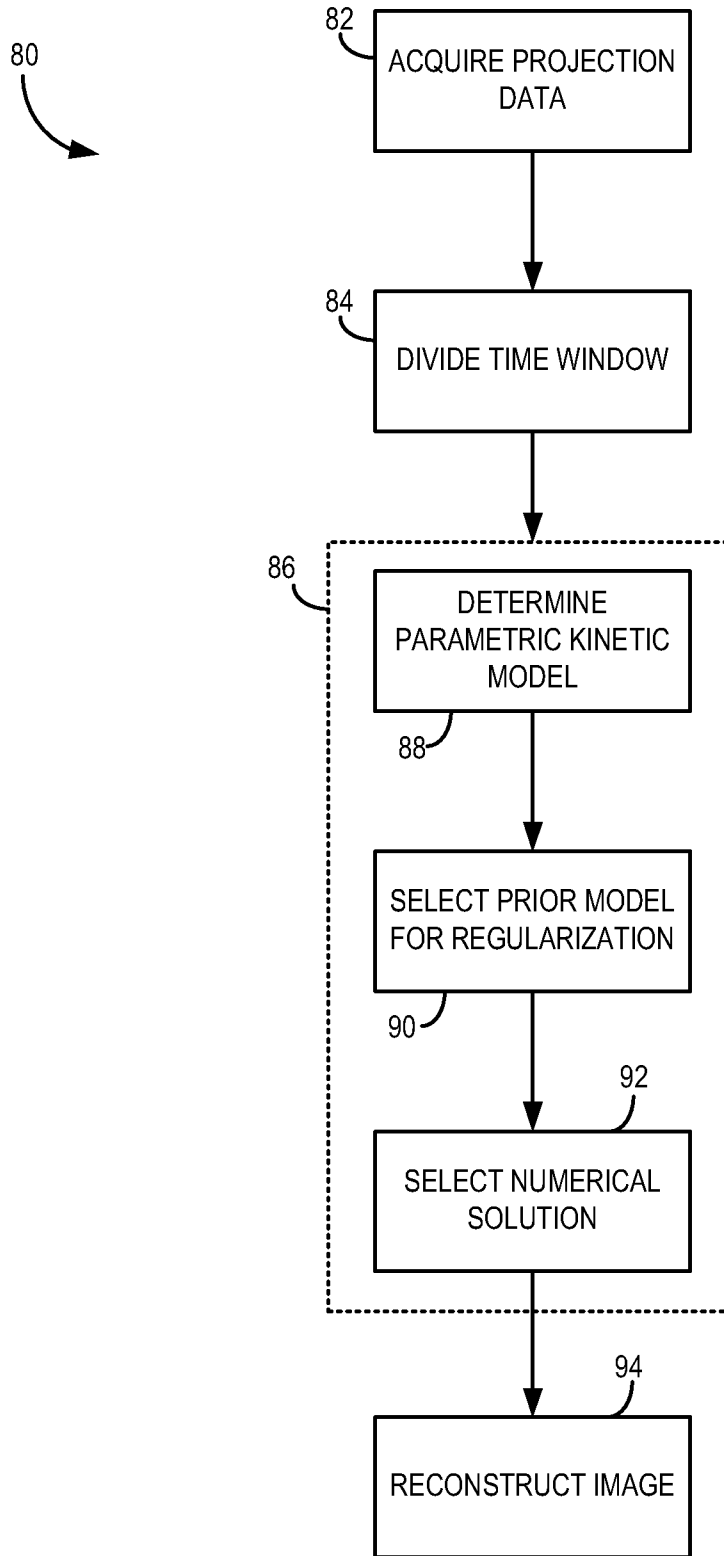 80
82
ACQUIRE PROJECTION
DATA
84
DIVIDE TIME WINDOW
86
DETERMINE
PARAMETRIC KINETIC
MODEL
88
SELECT PRIOR MODEL
FOR REGULARIZATION
90
92
SELECT NUMERICAL
SOLUTION
94
RECONSTRUCT IMAGE